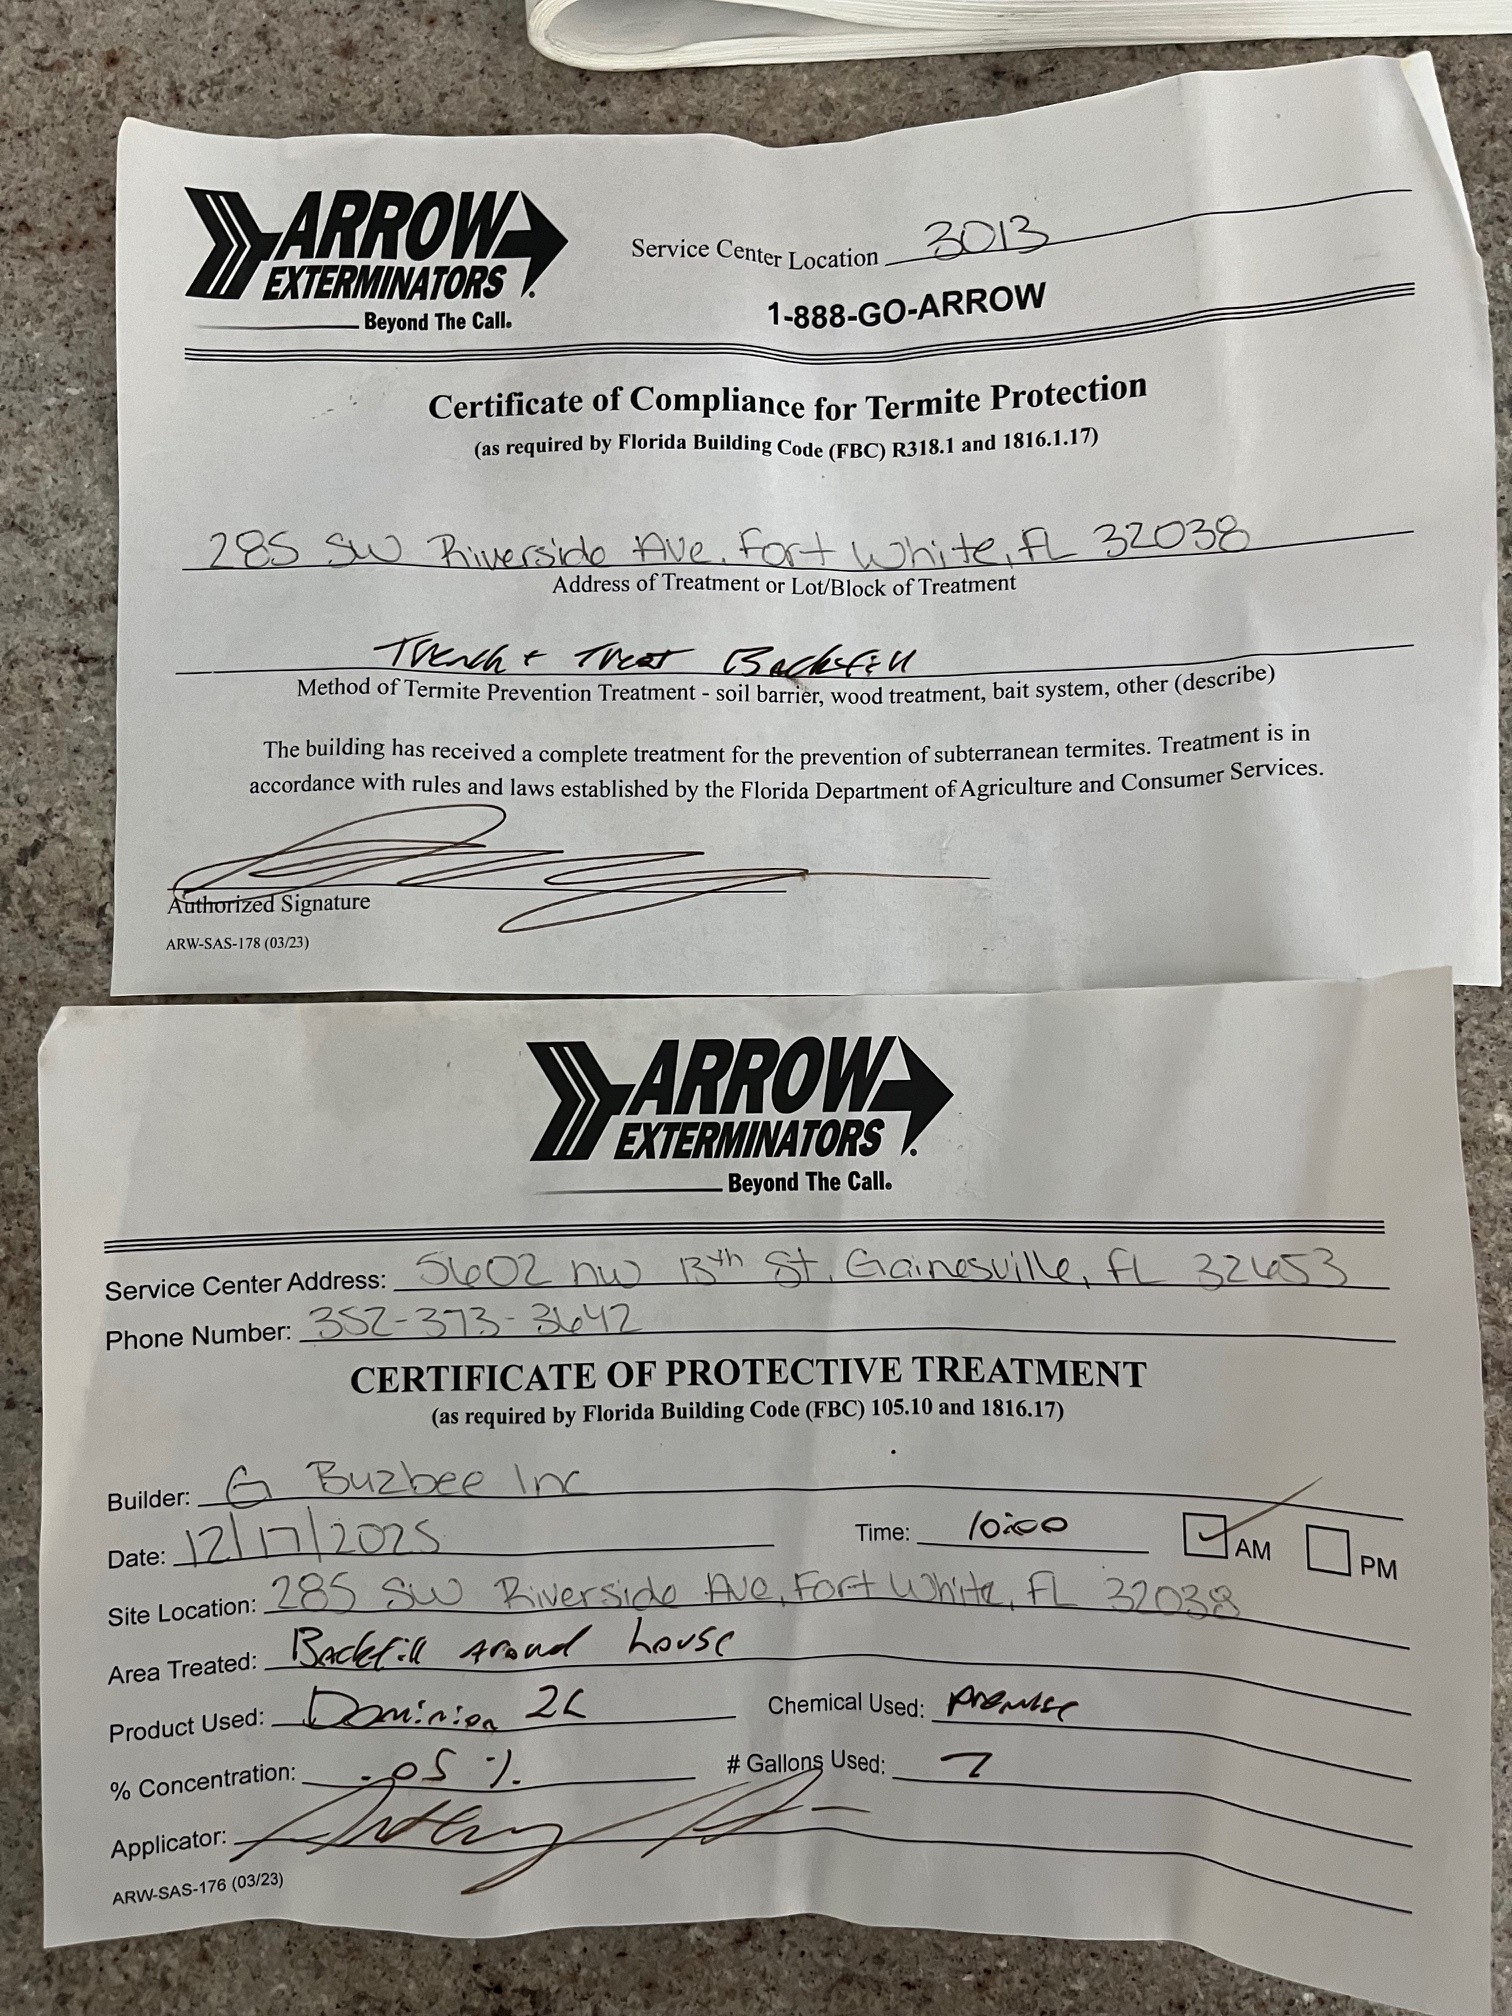 ARROW
EXTERMINATORS
Beyond The Call.
Service Center Location 3013
1-888-GO-ARROW
Certificate of Compliance for Termite Protection
(as required by Florida Building Code (FBC) R318.1 and 1816.1.17)
285 SW Riverside Ave. Fort White, FL 32038
Address of Treatment or Lot/Block of Treatment
Trench + Treat Backfill
Method of Termite Prevention Treatment - soil barrier, wood treatment, bait system, other (describe)
The building has received a complete treatment for the prevention of subterranean termites. Treatment is in
accordance with rules and laws established by the Florida Department of Agriculture and Consumer Services.
Authorized Signature
ARW-SAS-178 (03/23)
ARROW
EXTERMINATORS.
Beyond The Call.
Service Center Address: 5602 NW 13th St, Gainesville, FL 32653
Phone Number: 352-373-3642
CERTIFICATE OF PROTECTIVE TREATMENT
(as required by Florida Building Code (FBC) 105.10 and 1816.17)
Builder: G Buzbee Inc
Date: 12/17/2025 Time: 10:00 AM PM
Site Location: 285 SW Riverside Ave, Fort White, FL 32038
Area Treated: Backfill around house
Product Used: Dominion 2L Chemical Used: premise
% Concentration: .05 % # Gallons Used: 7
Applicator: Anthony
ARW-SAS-176 (03/23)